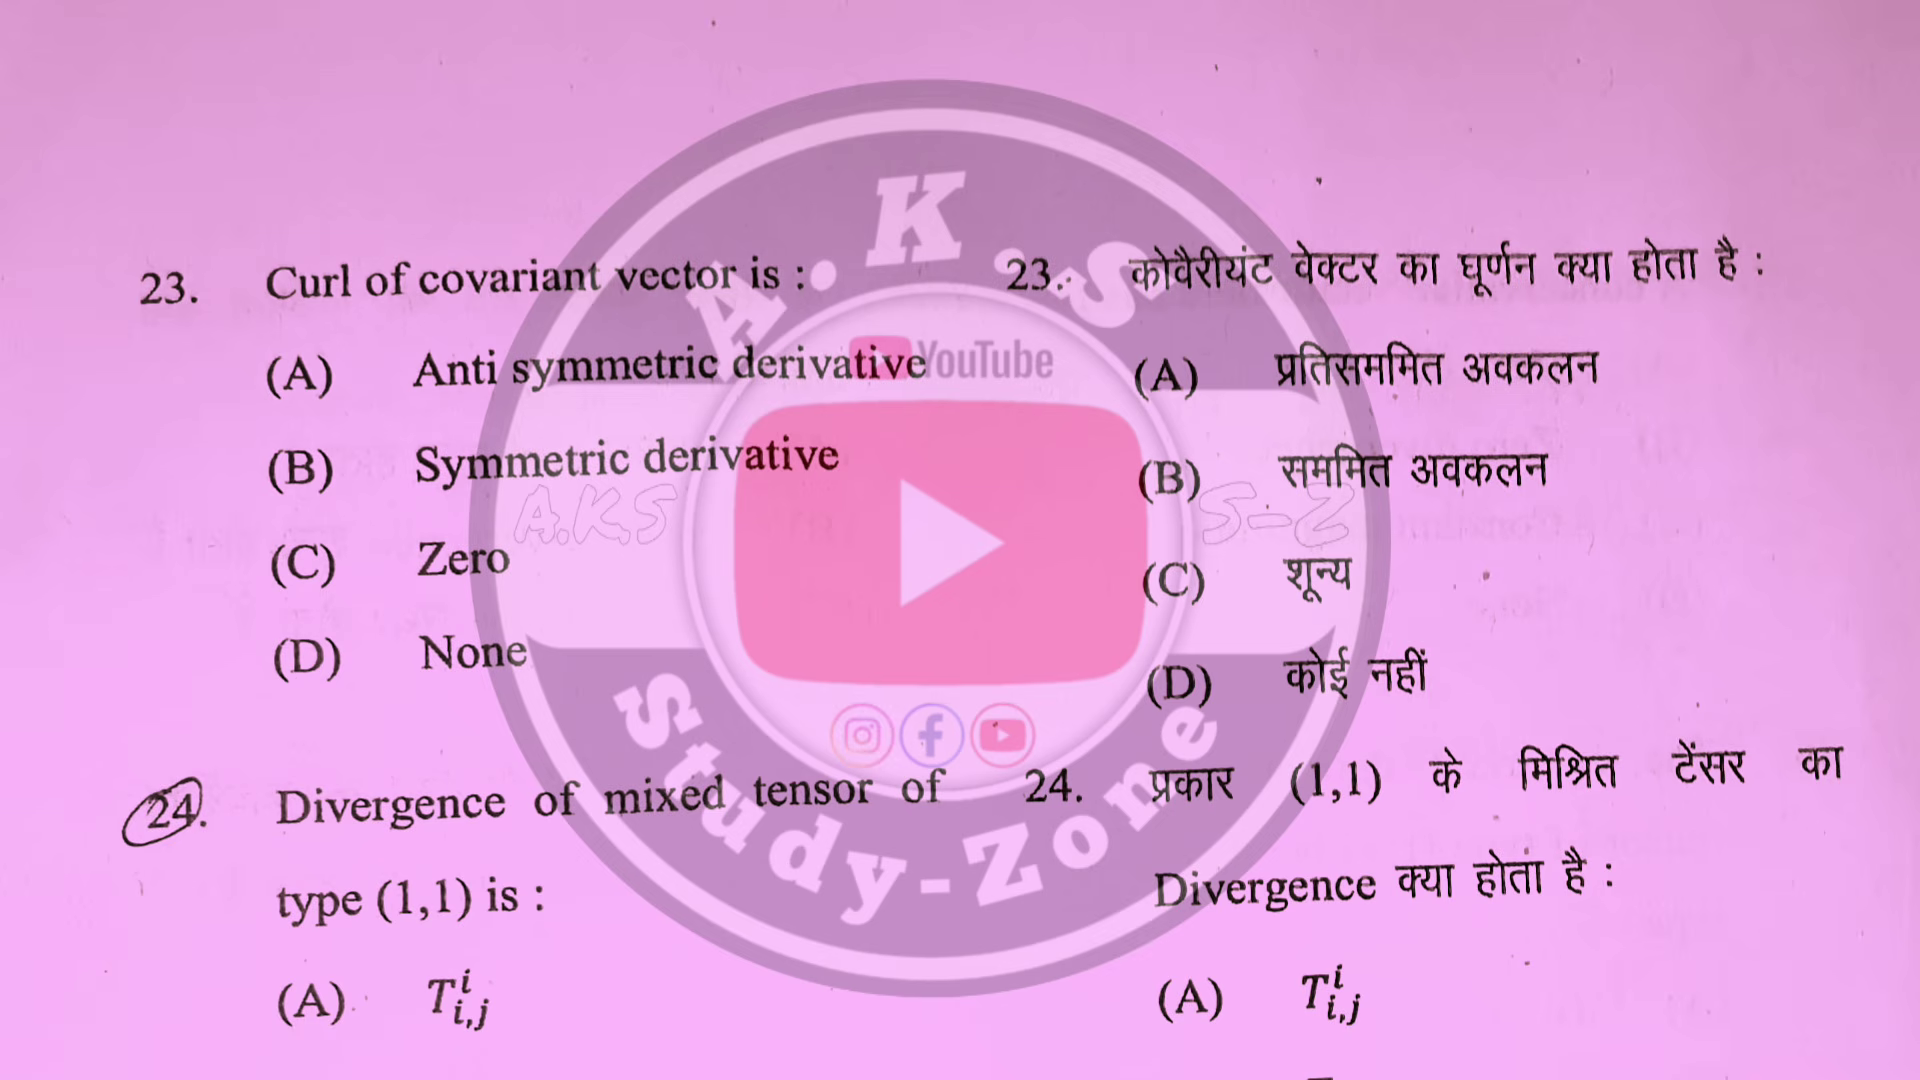 23. Curl of covariant vector is :
(A) Anti symmetric derivative
(B) Symmetric derivative
(C) Zero
(D) None
24. Divergence of mixed tensor of
type (1,1) is :
(A) T^i_{i,j}
23. कोवैरीयंट वेक्टर का घूर्णन क्या होता है :
(A) प्रतिसममित अवकलन
(B) सममित अवकलन
(C) शून्य
(D) कोई नहीं
24. प्रकार (1,1) के मिश्रित टेंसर का
Divergence क्या होता है :
(A) T^i_{i,j}
A.K.S
YouTube
A.K.S
S-Z
Study-Zone